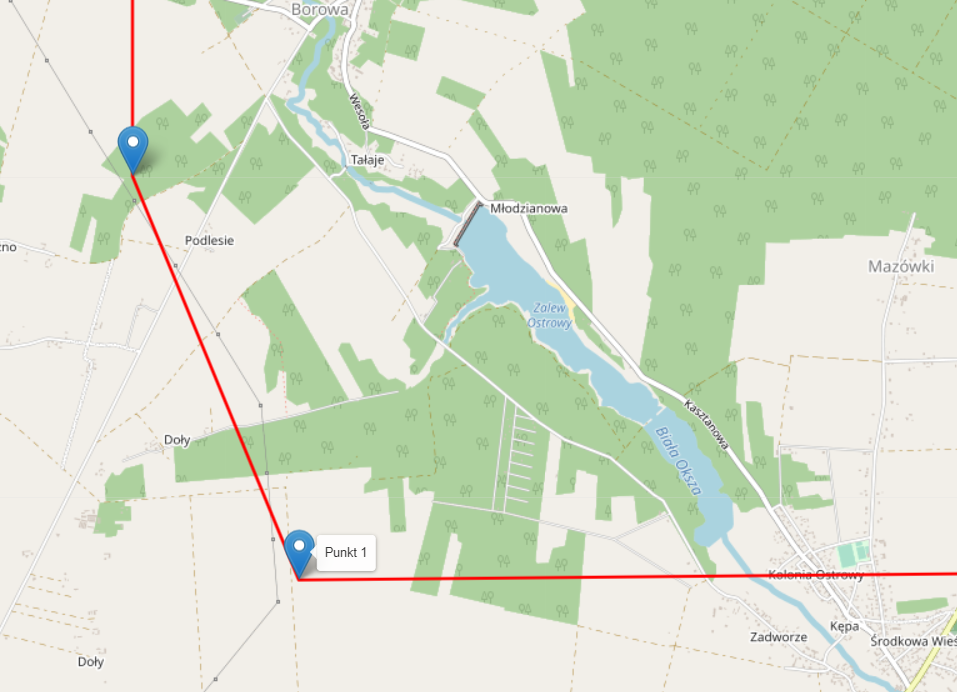 Borowa
Wesoła
Tałaje
Młodzianowa
Podlesie
zno
Mazówki
Zalew
Ostrowy
Kasztanowa
Doły
Biała Oksza
Punkt 1
Kolonia Ostrowy
Kępa
Zadworze
Środkowa Wieś
Doły